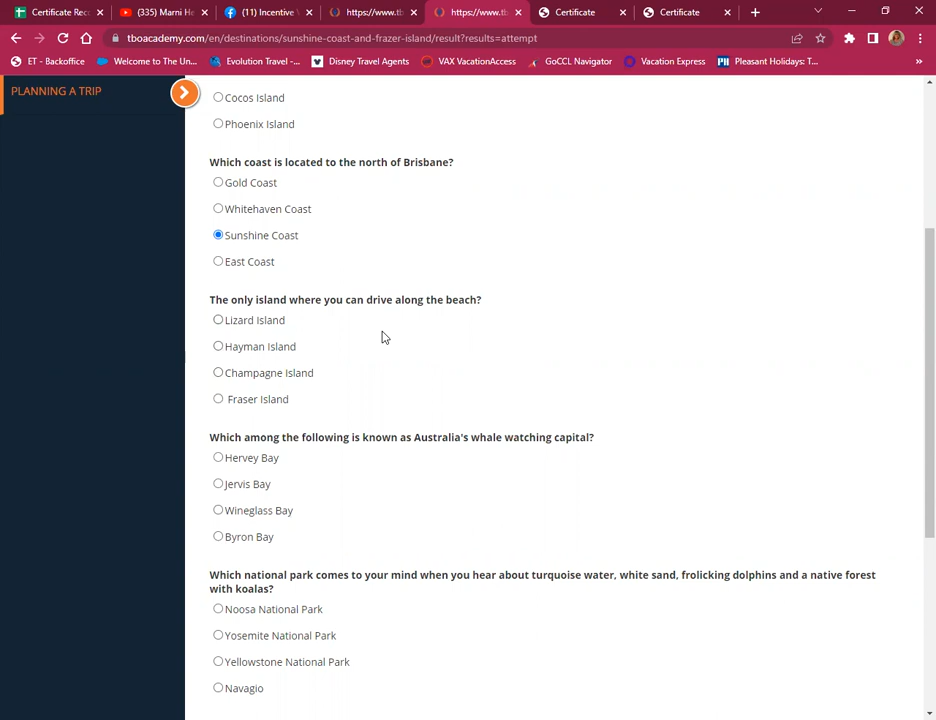 Certificate Rec
(335) Marni He
(11) Incentive
https://www.tb
https://www.tb
Certificate
Certificate
tboacademy.com/en/destinations/sunshine-coast-and-frazer-island/result?results=attempt
ET - Backoffice
Welcome to The Un...
Evolution Travel -...
Disney Travel Agents
VAX VacationAccess
GoCCL Navigator
Vacation Express
Pleasant Holidays: T...
»
PLANNING A TRIP
Cocos Island
Phoenix Island
Which coast is located to the north of Brisbane?
Gold Coast
Whitehaven Coast
Sunshine Coast
East Coast
The only island where you can drive along the beach?
Lizard Island
Hayman Island
Champagne Island
Fraser Island
Which among the following is known as Australia's whale watching capital?
Hervey Bay
Jervis Bay
Wineglass Bay
Byron Bay
Which national park comes to your mind when you hear about turquoise water, white sand, frolicking dolphins and a native forest
with koalas?
Noosa National Park
Yosemite National Park
Yellowstone National Park
Navagio